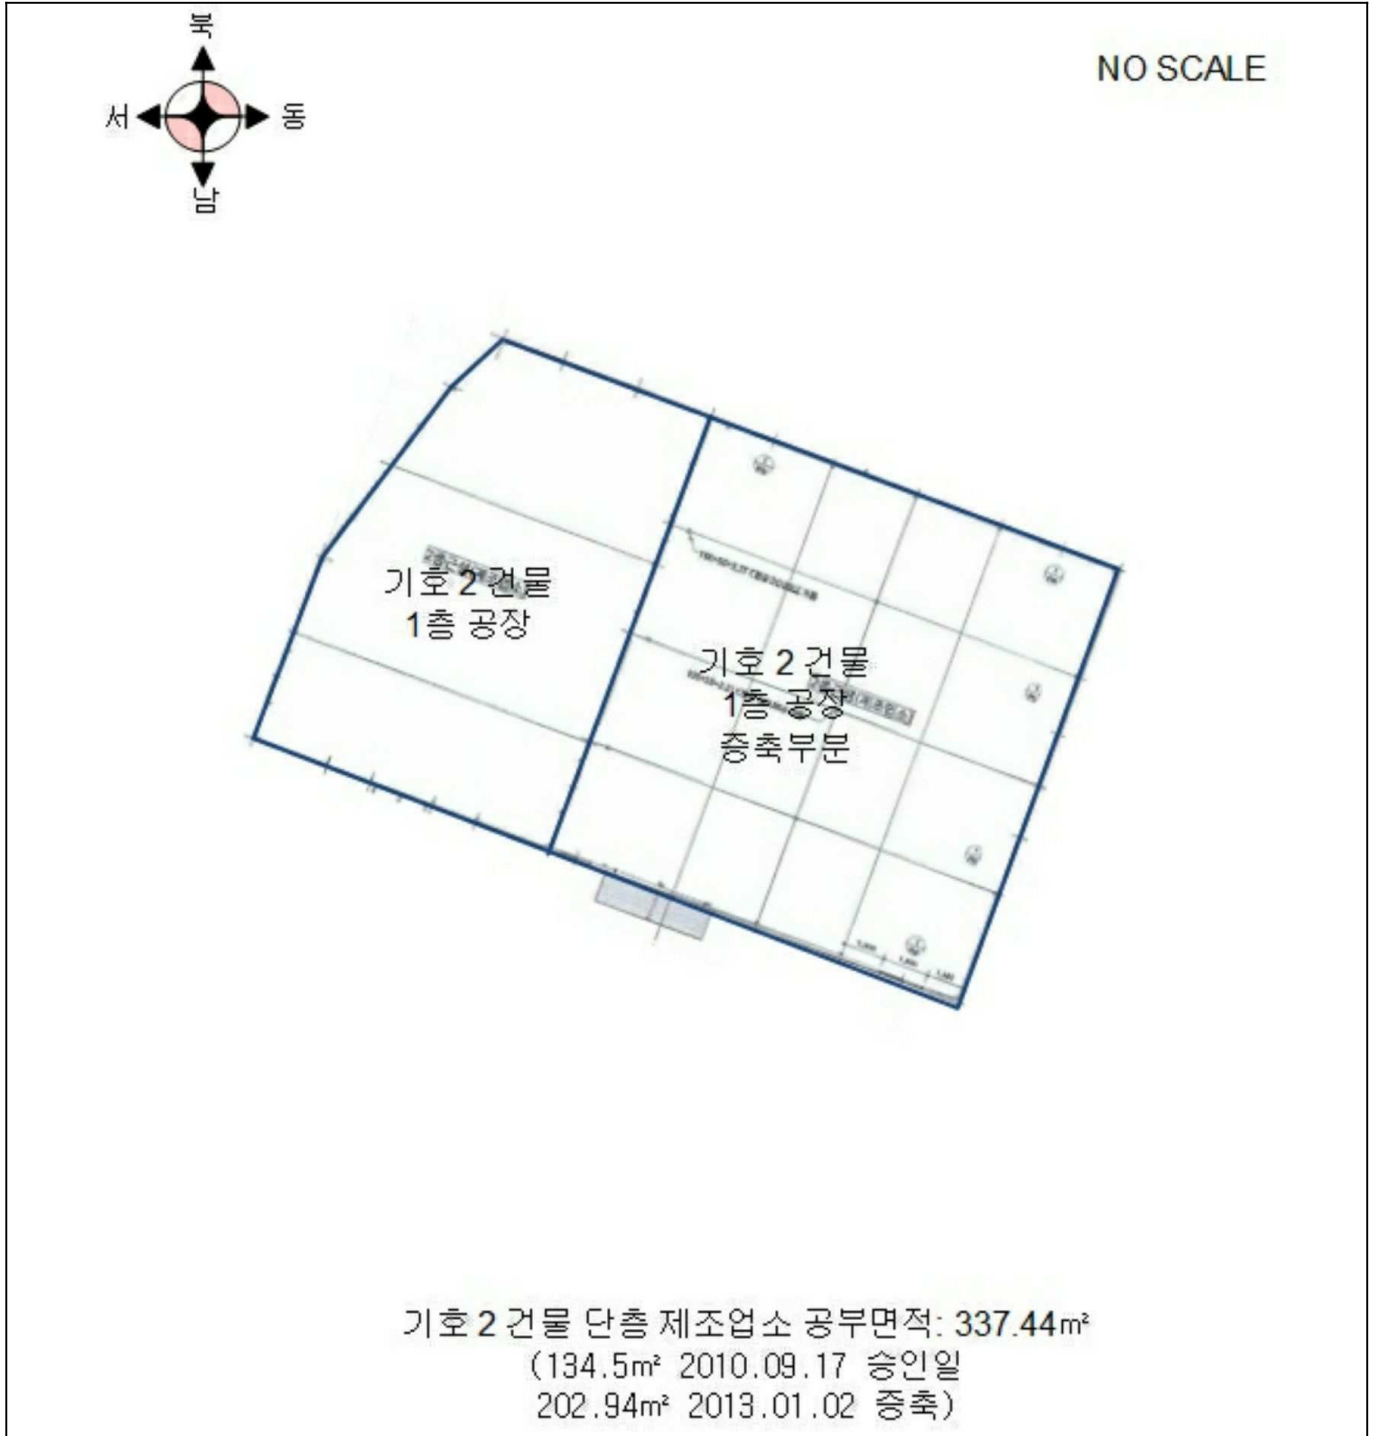 북
NO SCALE
서
동
남
기호 2 건물
1층 공장
기호 2 건물
1층 공장
증축부분
기호 2 건물 단층 제조업소 공부면적: 337.44㎡
(134.5㎡ 2010.09.17 승인일
202.94㎡ 2013.01.02 증축)